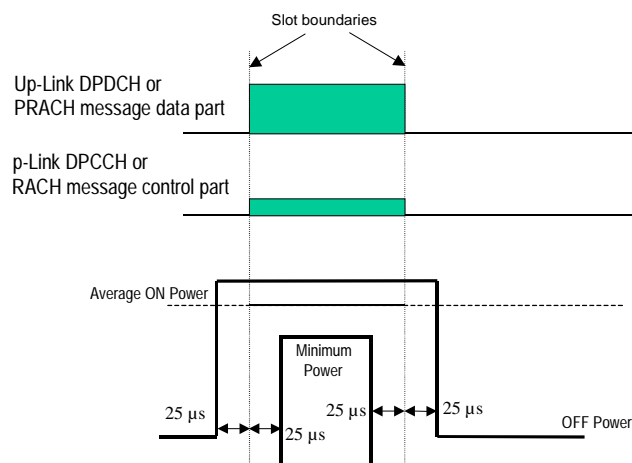 Slot boundaries
Up-Link DPDCH or
PRACH message data part
p-Link DPCCH or
RACH message control part
Average ON Power
Minimum
Power
25 µs
25 µs
25 µs
25 µs
OFF Power